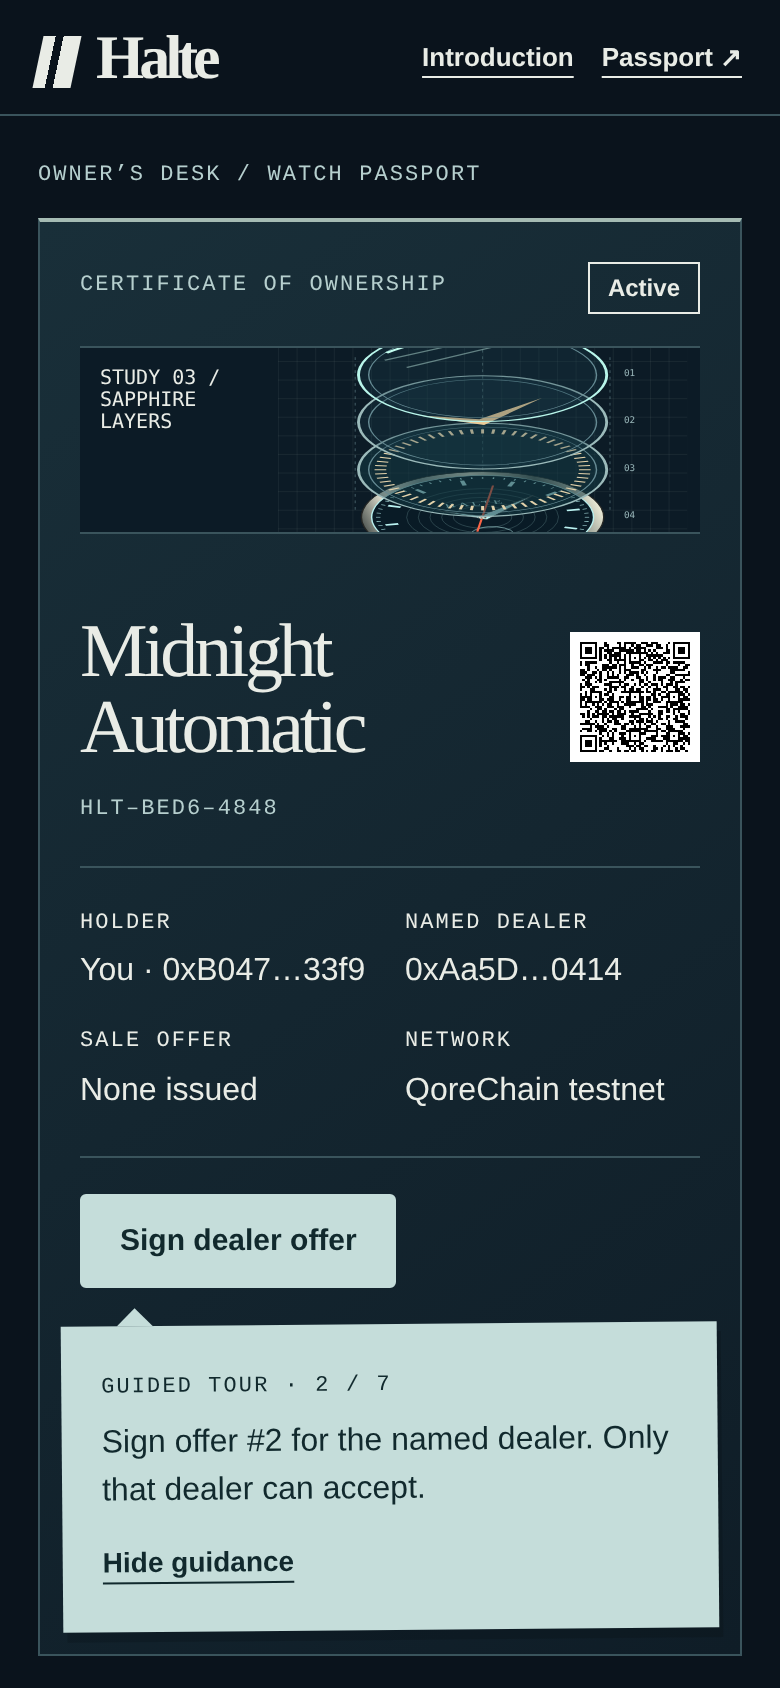 Halte
Introduction Passport ↗
OWNER’S DESK / WATCH PASSPORT
CERTIFICATE OF OWNERSHIP
Active
STUDY 03 /
SAPPHIRE
LAYERS
01
02
03
04
Midnight
Automatic
HLT–BED6–4848
HOLDER NAMED DEALER
You · 0xB047…33f9 0xAa5D…0414
SALE OFFER NETWORK
None issued QoreChain testnet
Sign dealer offer
GUIDED TOUR · 2 / 7
Sign offer #2 for the named dealer. Only
that dealer can accept.
Hide guidance